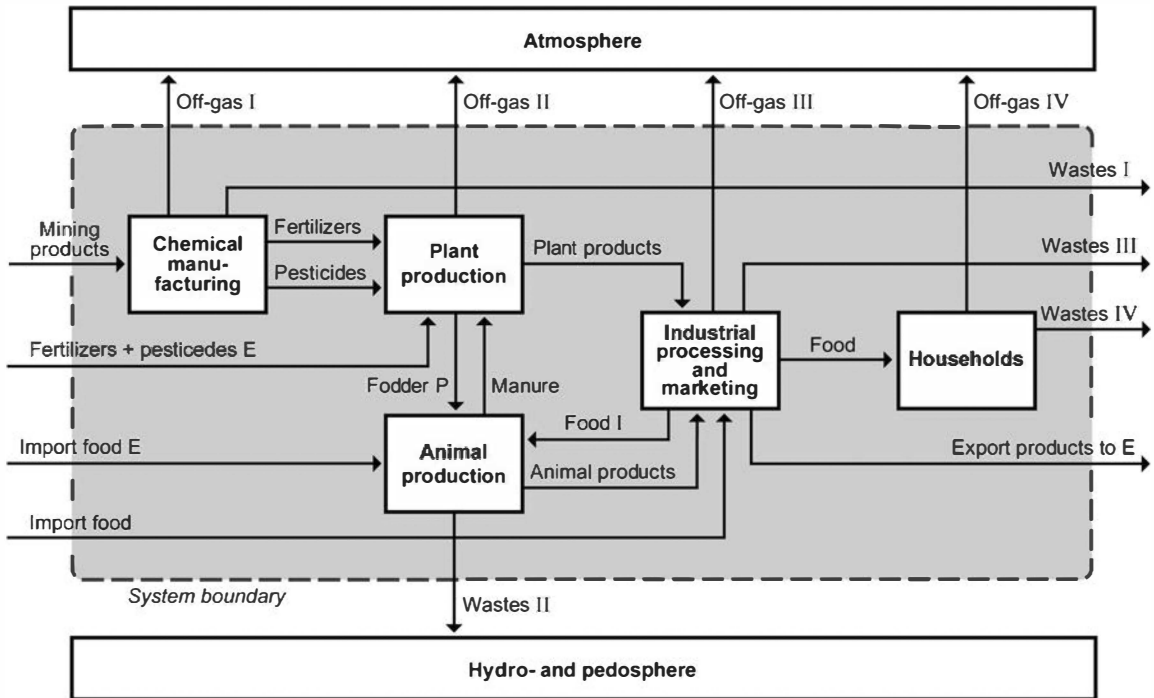 Atmosphere
Off-gas I
Off-gas II
Off-gas III
Off-gas IV
Wastes I
Mining
products
Chemical
manu-
facturing
Fertilizers
Pesticides
Plant
production
Plant products
Wastes III
Wastes IV
Fertilizers + pesticedes E
Fodder P
Manure
Industrial
processing
and
marketing
Food
Households
Food I
Import food E
Animal
production
Animal products
Export products to E
Import food
System boundary
Wastes II
Hydro- and pedosphere